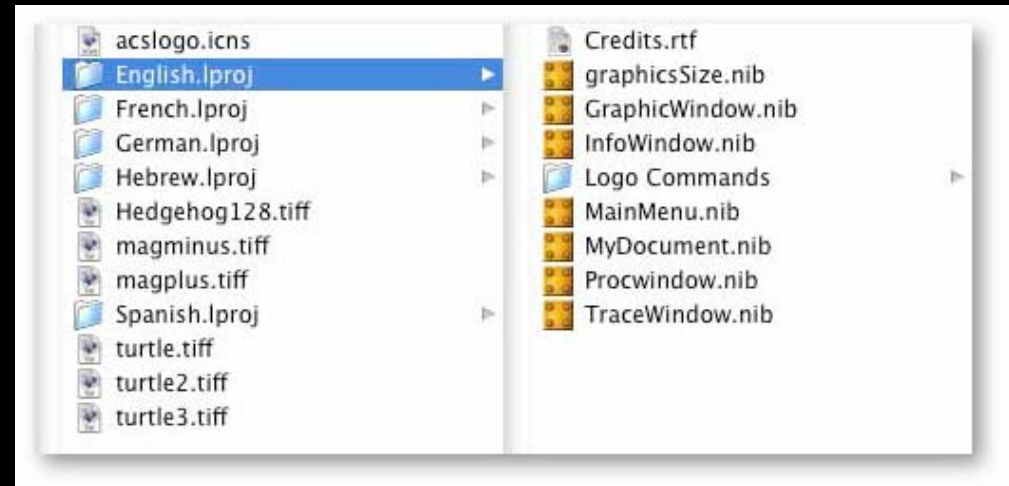 acslogo.icns
English.lproj
French.lproj
German.lproj
Hebrew.lproj
Hedgehog128.tiff
magminus.tiff
magplus.tiff
Spanish.lproj
turtle.tiff
turtle2.tiff
turtle3.tiff
Credits.rtf
graphicsSize.nib
GraphicWindow.nib
InfoWindow.nib
Logo Commands
MainMenu.nib
MyDocument.nib
Procwindow.nib
TraceWindow.nib